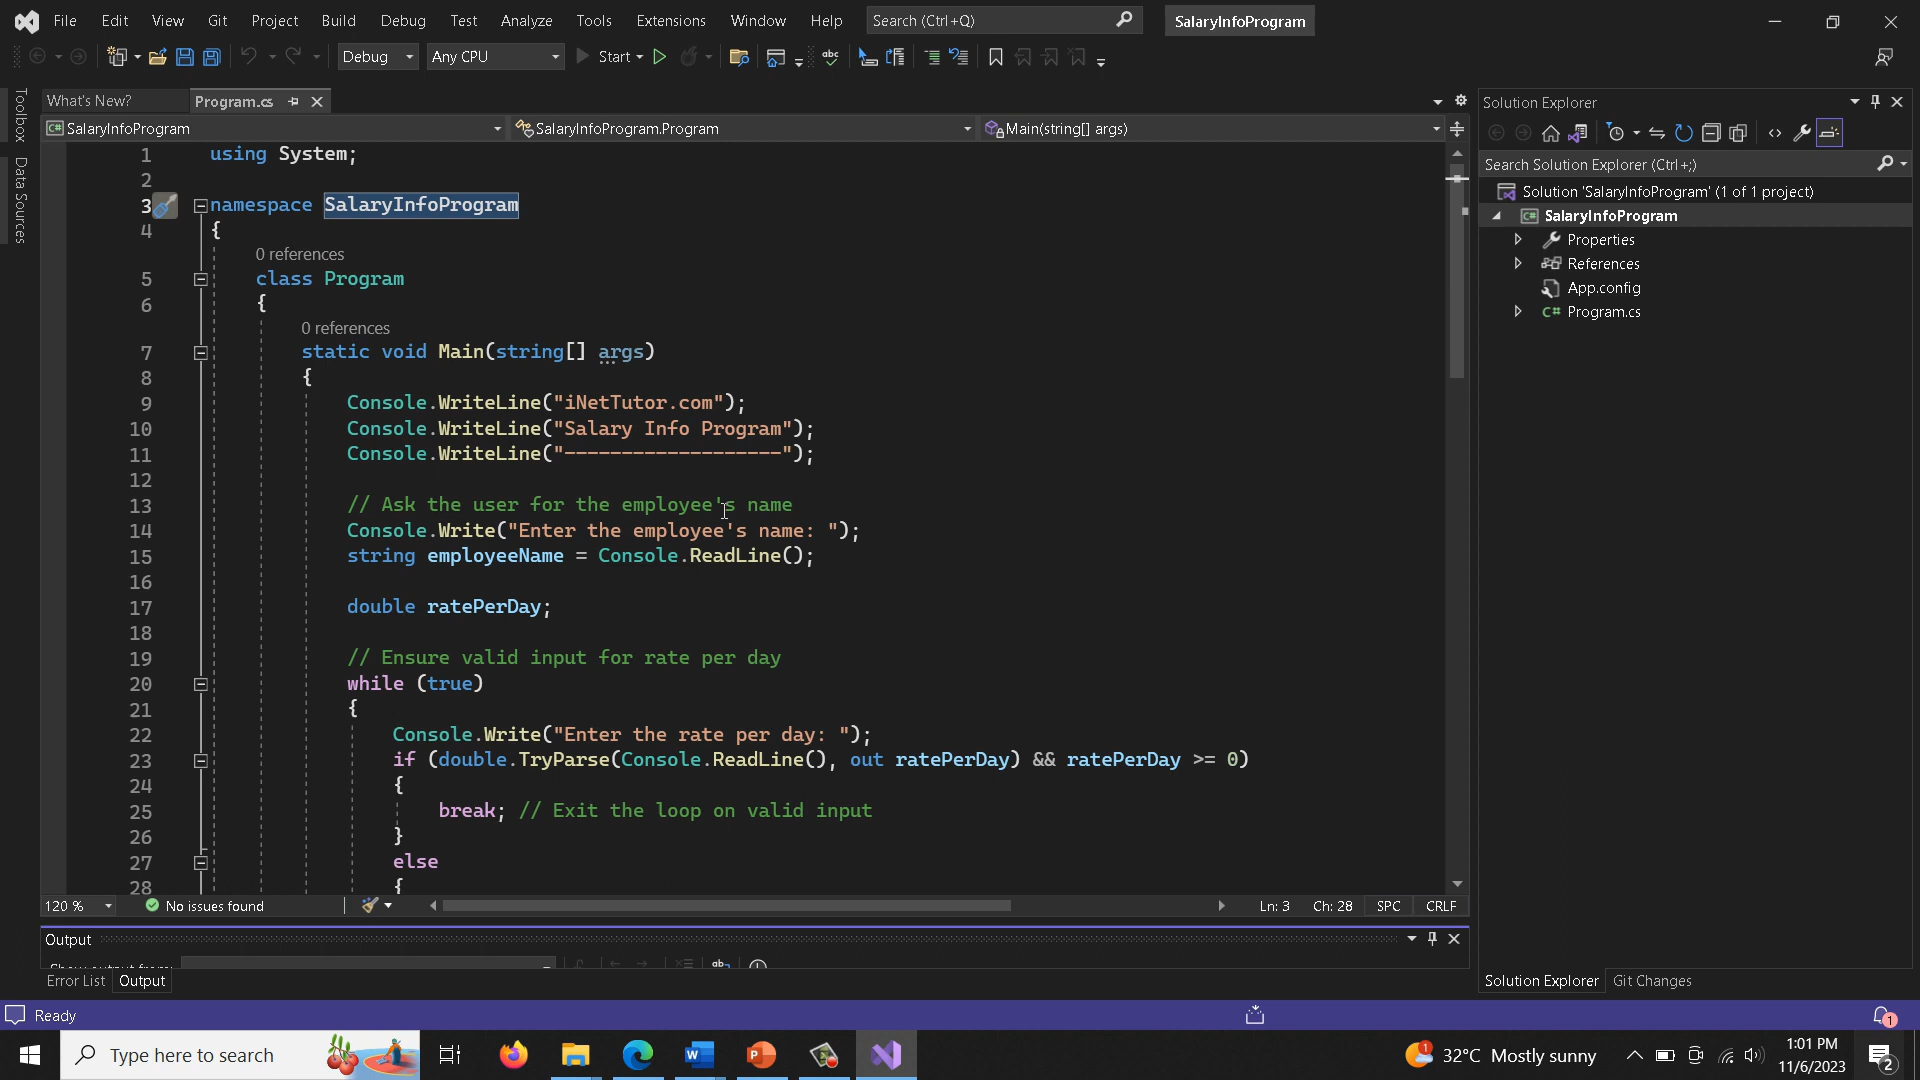 File Edit View Git Project Build Debug Test Analyze Tools Extensions Window Help Search (Ctrl+Q) SalaryInfoProgram
Debug Any CPU Start
Toolbox
Data Sources
What's New? Program.cs
SalaryInfoProgram SalaryInfoProgram.Program Main(string[] args)
1 using System;
2
3 namespace SalaryInfoProgram
4 {
0 references
5 class Program
6 {
0 references
7 static void Main(string[] args)
8 {
9 Console.WriteLine("iNetTutor.com");
10 Console.WriteLine("Salary Info Program");
11 Console.WriteLine("-------------------");
12
13 // Ask the user for the employee's name
14 Console.Write("Enter the employee's name: ");
15 string employeeName = Console.ReadLine();
16
17 double ratePerDay;
18
19 // Ensure valid input for rate per day
20 while (true)
21 {
22 Console.Write("Enter the rate per day: ");
23 if (double.TryParse(Console.ReadLine(), out ratePerDay) && ratePerDay >= 0)
24 {
25 break; // Exit the loop on valid input
26 }
27 else
28 {
120 % No issues found Ln: 3 Ch: 28 SPC CRLF
Output
Error List Output
Solution Explorer
Search Solution Explorer (Ctrl+;)
Solution 'SalaryInfoProgram' (1 of 1 project)
SalaryInfoProgram
Properties
References
App.config
C# Program.cs
Solution Explorer Git Changes
Ready 1
Type here to search 1 32°C Mostly sunny 1:01 PM
11/6/2023 2